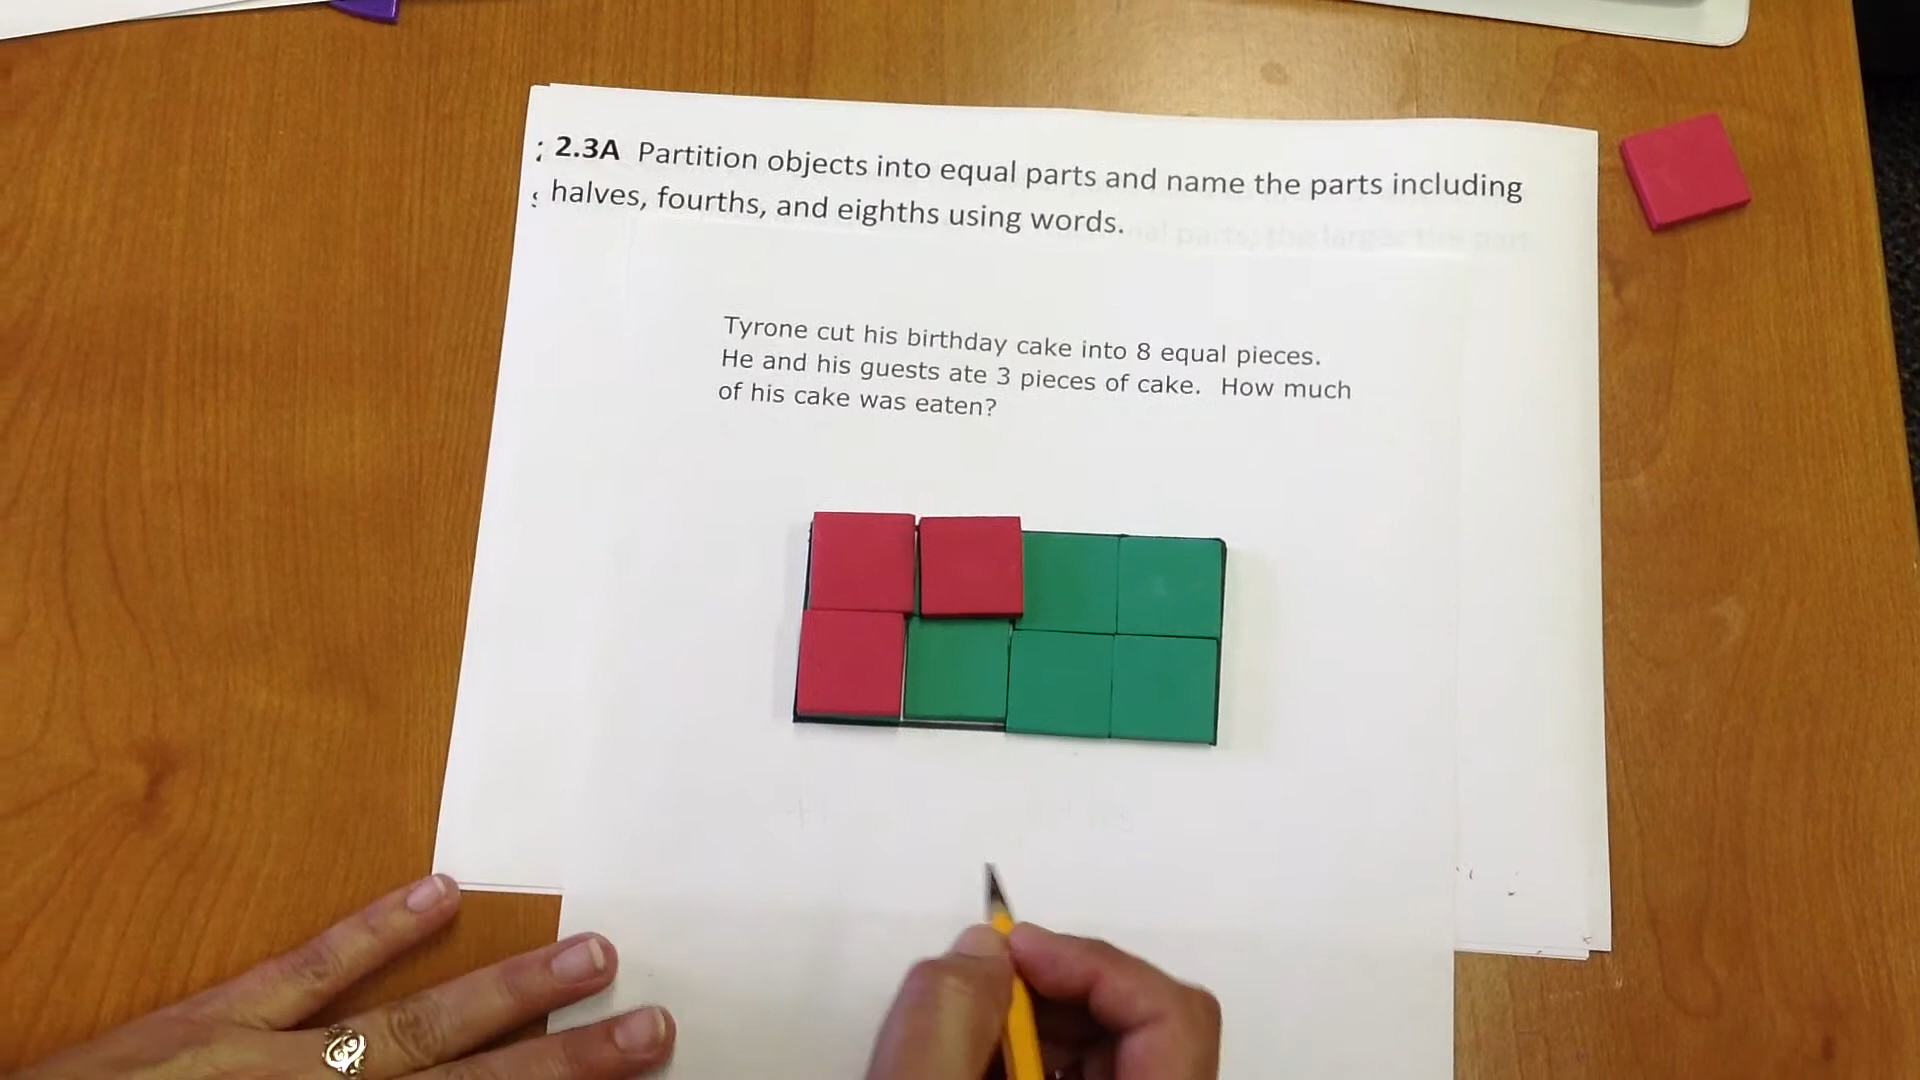 2.3A Partition objects into equal parts and name the parts including
halves, fourths, and eighths using words.
Tyrone cut his birthday cake into 8 equal pieces.
He and his guests ate 3 pieces of cake. How much
of his cake was eaten?